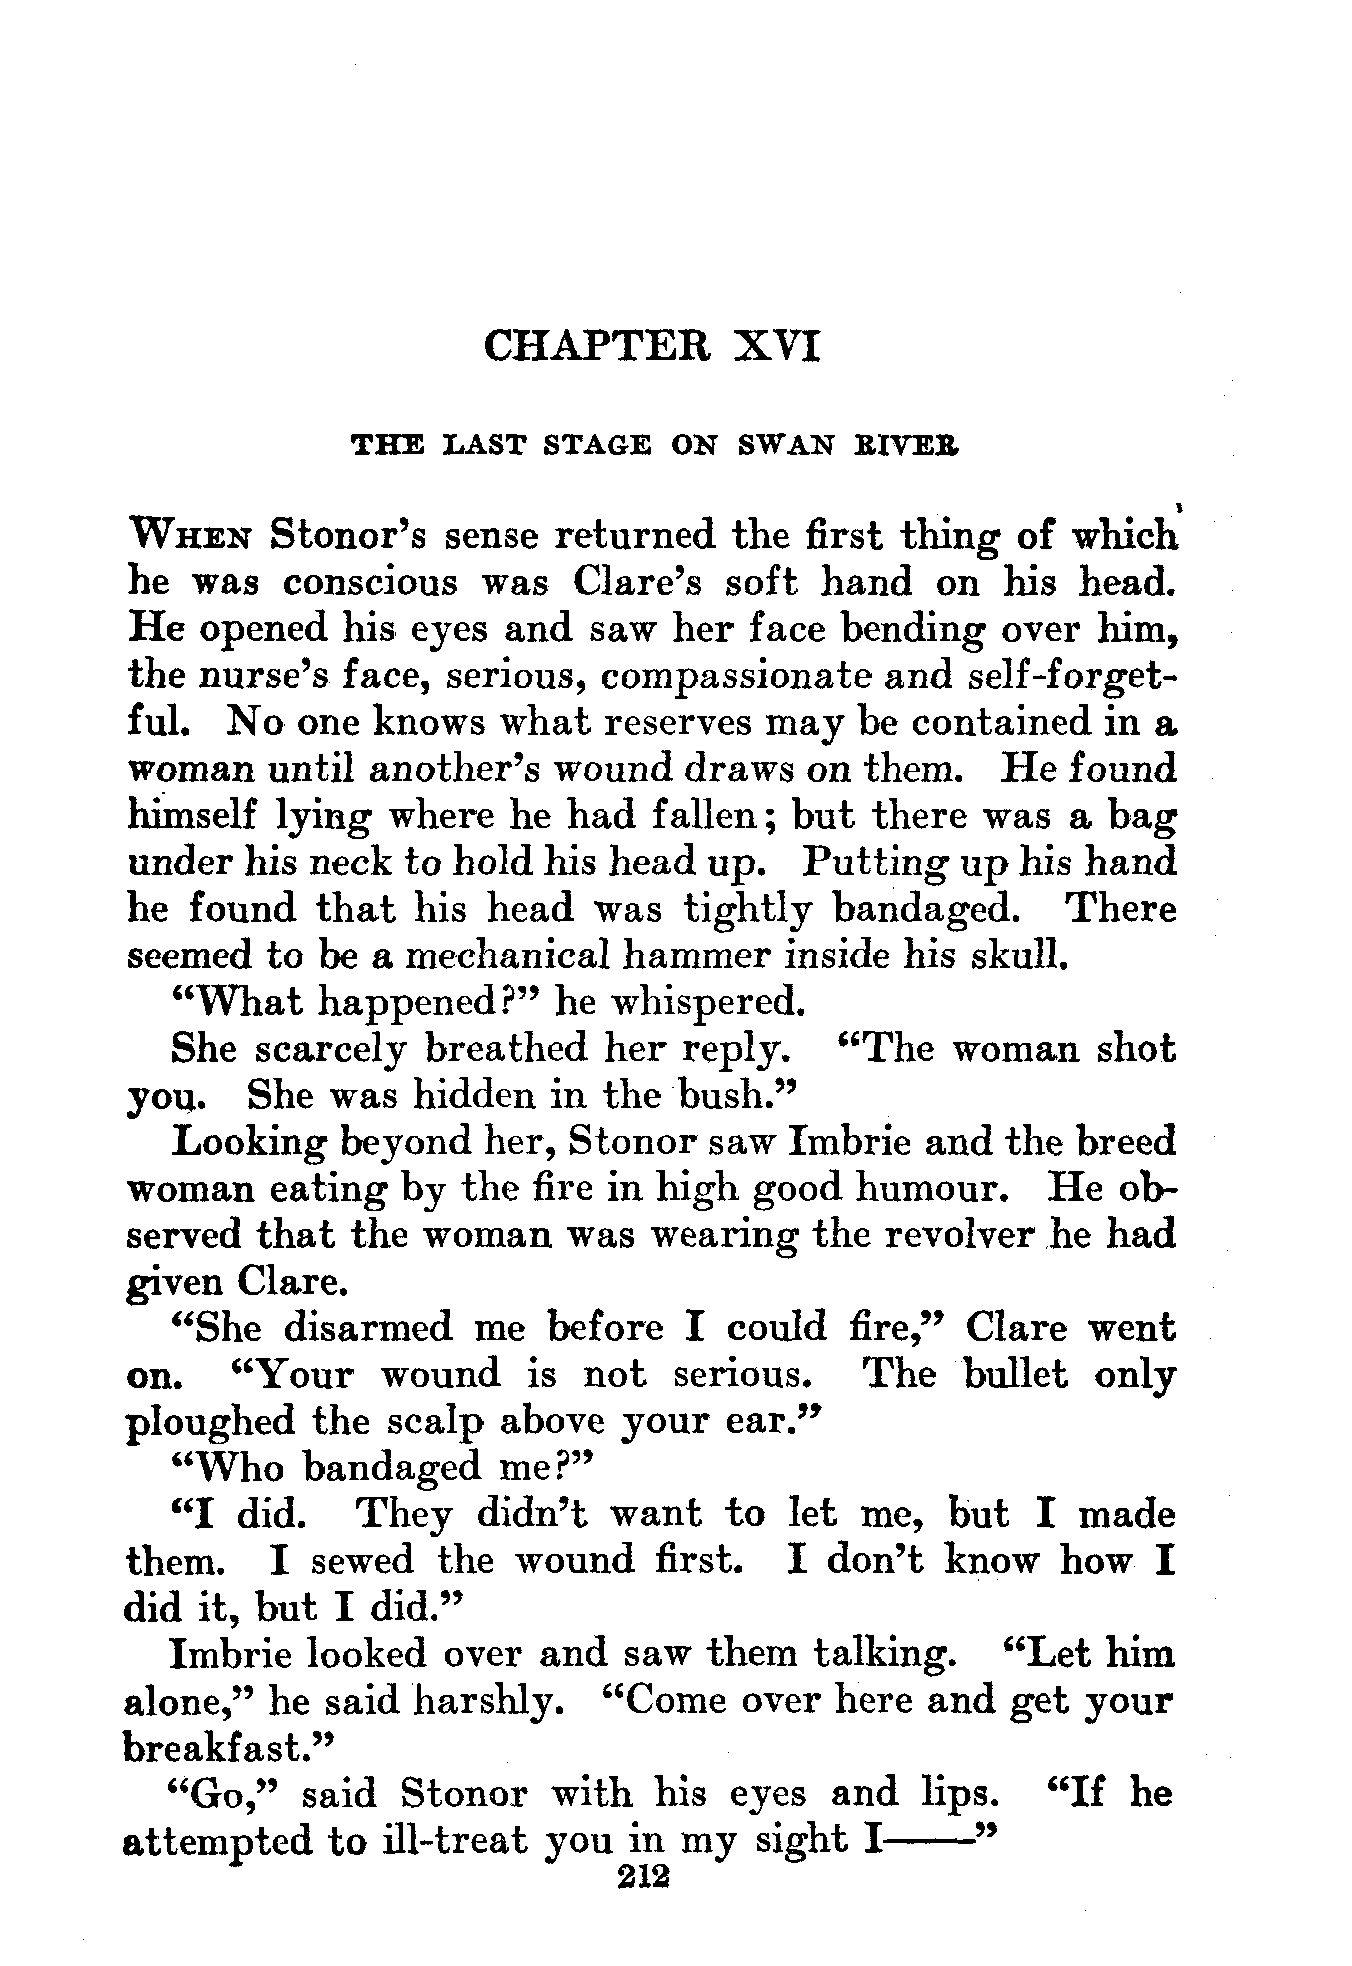 CHAPTER XVI
THE LAST STAGE ON SWAN RIVER
WHEN Stonor's sense returned the first thing of which
he was conscious was Clare's soft hand on his head.
He opened his eyes and saw her face bending over him,
the nurse's face, serious, compassionate and self-forget-
ful. No one knows what reserves may be contained in a
woman until another's wound draws on them. He found
himself lying where he had fallen; but there was a bag
under his neck to hold his head up. Putting up his hand
he found that his head was tightly bandaged. There
seemed to be a mechanical hammer inside his skull.
“What happened?” he whispered.
She scarcely breathed her reply. “The woman shot
you. She was hidden in the bush.”
Looking beyond her, Stonor saw Imbrie and the breed
woman eating by the fire in high good humour. He ob-
served that the woman was wearing the revolver he had
given Clare.
“She disarmed me before I could fire,” Clare went
on. “Your wound is not serious. The bullet only
ploughed the scalp above your ear.”
“Who bandaged me?”
“I did. They didn't want to let me, but I made
them. I sewed the wound first. I don't know how I
did it, but I did.”
Imbrie looked over and saw them talking. “Let him
alone,” he said harshly. “Come over here and get your
breakfast.”
“Go,” said Stonor with his eyes and lips. “If he
attempted to ill-treat you in my sight I——”
212